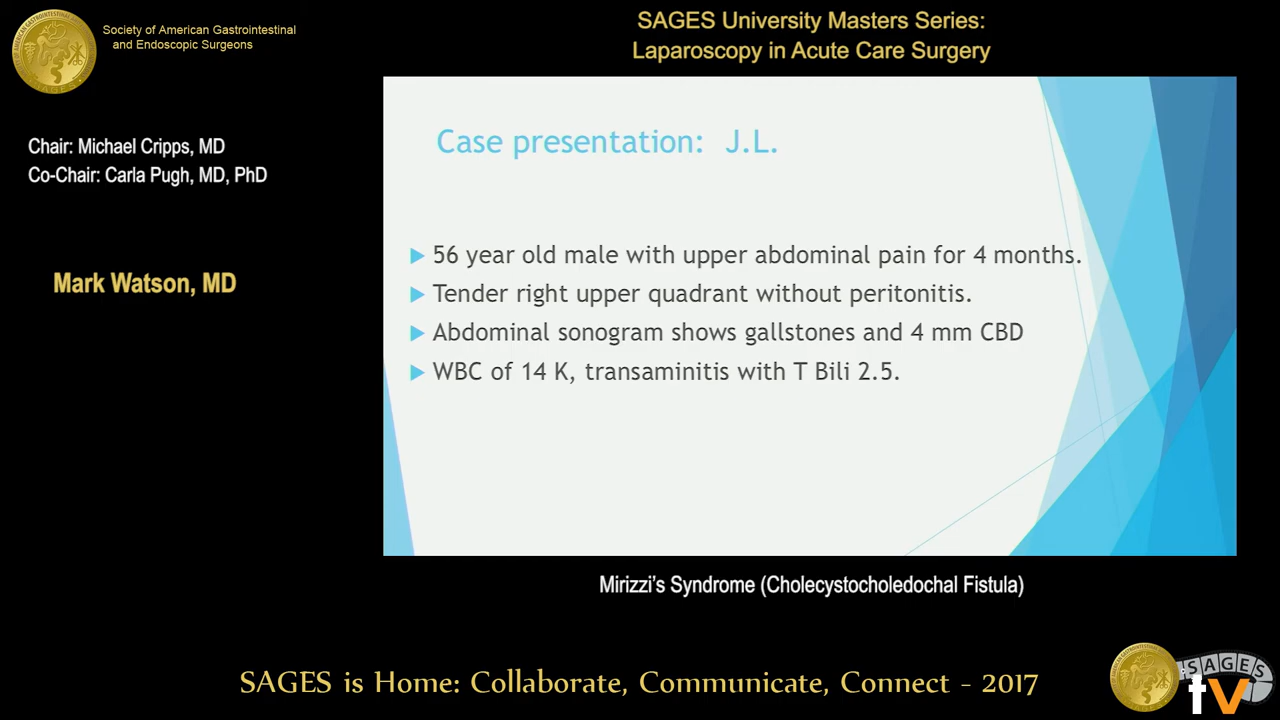 Society of American Gastrointestinal
and Endoscopic Surgeons
SAGES University Masters Series:
Laparoscopy in Acute Care Surgery
Chair: Michael Cripps, MD
Co-Chair: Carla Pugh, MD, PhD
Mark Watson, MD
Case presentation: J.L.
56 year old male with upper abdominal pain for 4 months.
Tender right upper quadrant without peritonitis.
Abdominal sonogram shows gallstones and 4 mm CBD
WBC of 14 K, transaminitis with T Bili 2.5.
Mirizzi's Syndrome (Cholecystocholedochal Fistula)
SAGES is Home: Collaborate, Communicate, Connect - 2017
SAGES
tv